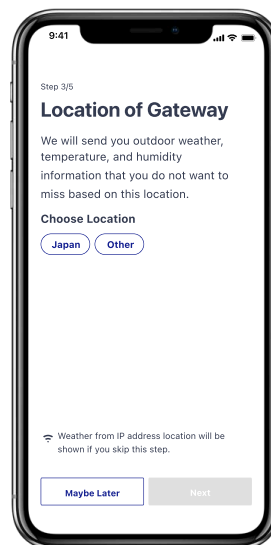 9:41
Step 3/5
Location of Gateway
We will send you outdoor weather,
temperature, and humidity
information that you do not want to
miss based on this location.
Choose Location
Japan Other
Weather from IP address location will be
shown if you skip this step.
Maybe Later Next